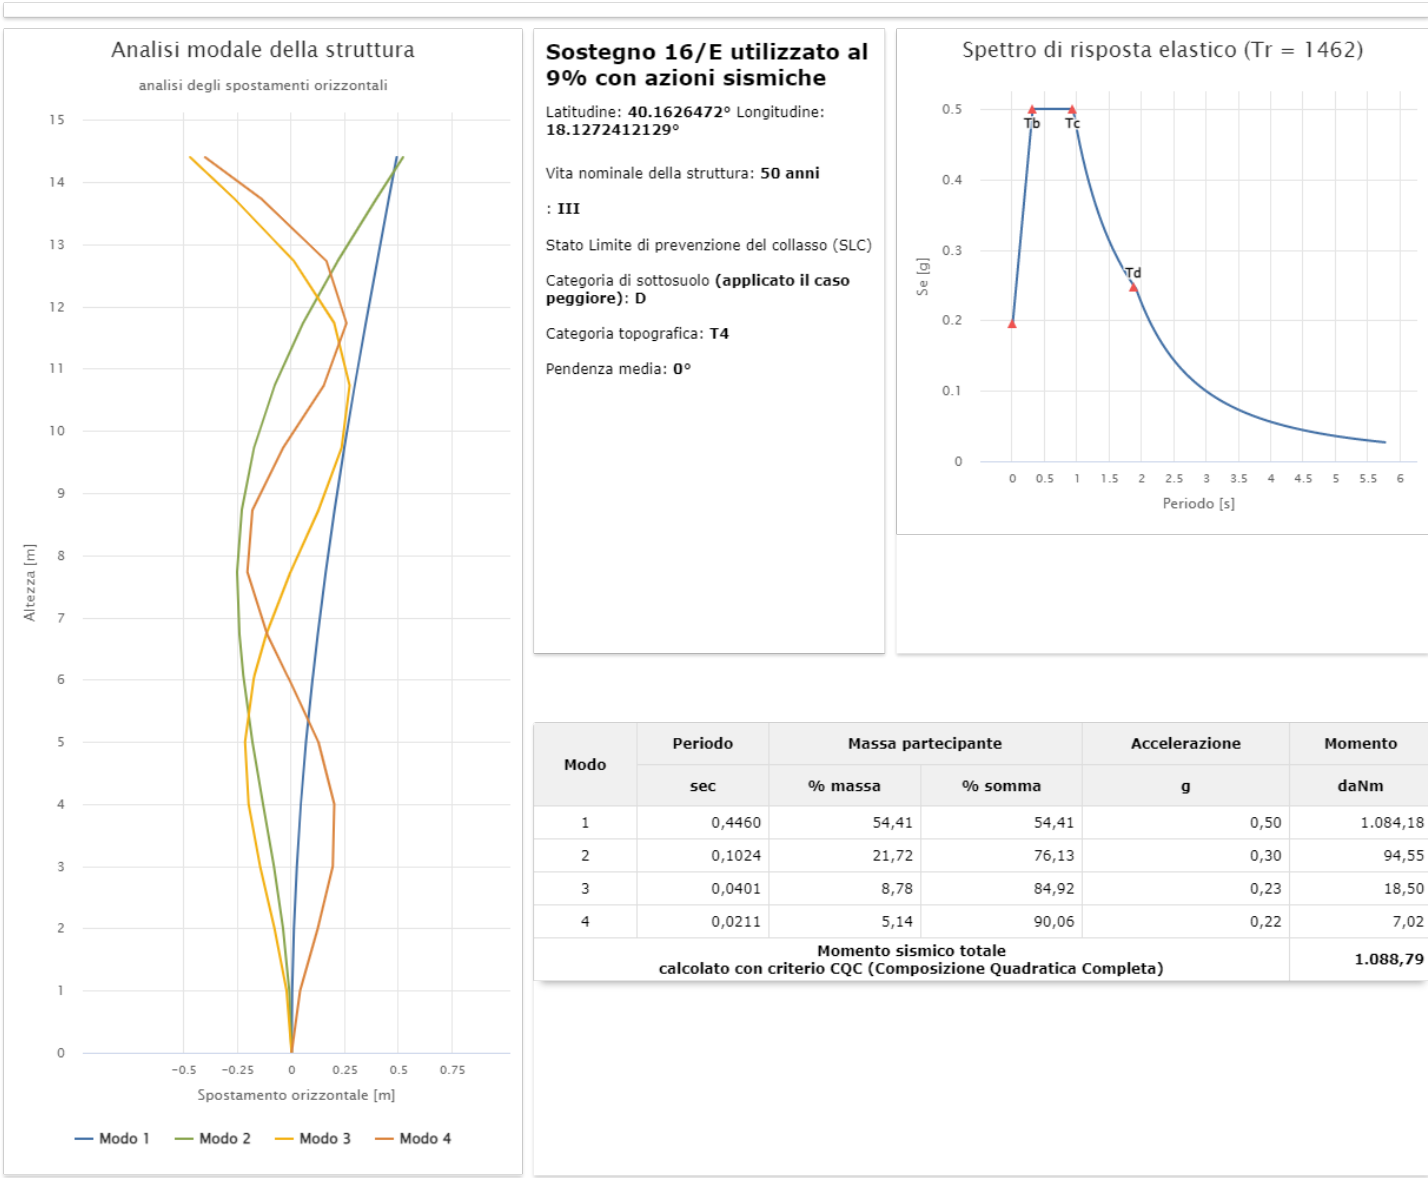 Analisi modale della struttura
analisi degli spostamenti orizzontali
15
14
13
12
11
10
9
8
7
6
5
4
3
2
1
0
Altezza [m]
−0.5 −0.25 0 0.25 0.5 0.75
Spostamento orizzontale [m]
Modo 1 Modo 2 Modo 3 Modo 4
Sostegno 16/E utilizzato al
9% con azioni sismiche
Latitudine: 40.1626472° Longitudine:
18.1272412129°
Vita nominale della struttura: 50 anni
: III
Stato Limite di prevenzione del collasso (SLC)
Categoria di sottosuolo (applicato il caso
peggiore): D
Categoria topografica: T4
Pendenza media: 0°
Spettro di risposta elastico (Tr = 1462)
0.5
0.4
0.3
0.2
0.1
0
Se [g]
Tb Tc
Td
0 0.5 1 1.5 2 2.5 3 3.5 4 4.5 5 5.5 6
Periodo [s]
Modo Periodo Massa partecipante Accelerazione Momento
sec % massa % somma g daNm
1 0,4460 54,41 54,41 0,50 1.084,18
2 0,1024 21,72 76,13 0,30 94,55
3 0,0401 8,78 84,92 0,23 18,50
4 0,0211 5,14 90,06 0,22 7,02
Momento sismico totale
calcolato con criterio CQC (Composizione Quadratica Completa) 1.088,79